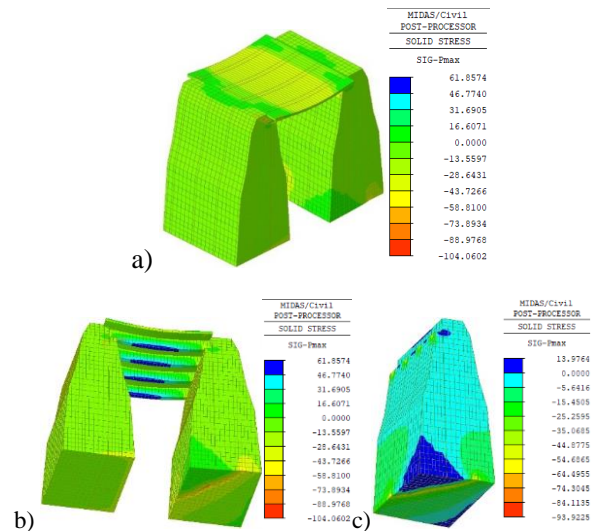 MIDAS/Civil
POST-PROCESSOR
SOLID STRESS
SIG-Pmax
61.8574
46.7740
31.6905
16.6071
0.0000
-13.5597
-28.6431
-43.7266
-58.8100
-73.8934
-88.9768
-104.0602
a)
MIDAS/Civil
POST-PROCESSOR
SOLID STRESS
SIG-Pmax
61.8574
46.7740
31.6905
16.6071
0.0000
-13.5597
-28.6431
-43.7266
-58.8100
-73.8934
-88.9768
-104.0602
b)
MIDAS/Civil
POST-PROCESSOR
SOLID STRESS
SIG-Pmax
13.9764
0.0000
-5.6416
-15.4505
-25.2595
-35.0685
-44.8775
-54.6865
-64.4955
-74.3045
-84.1135
-93.9225
c)